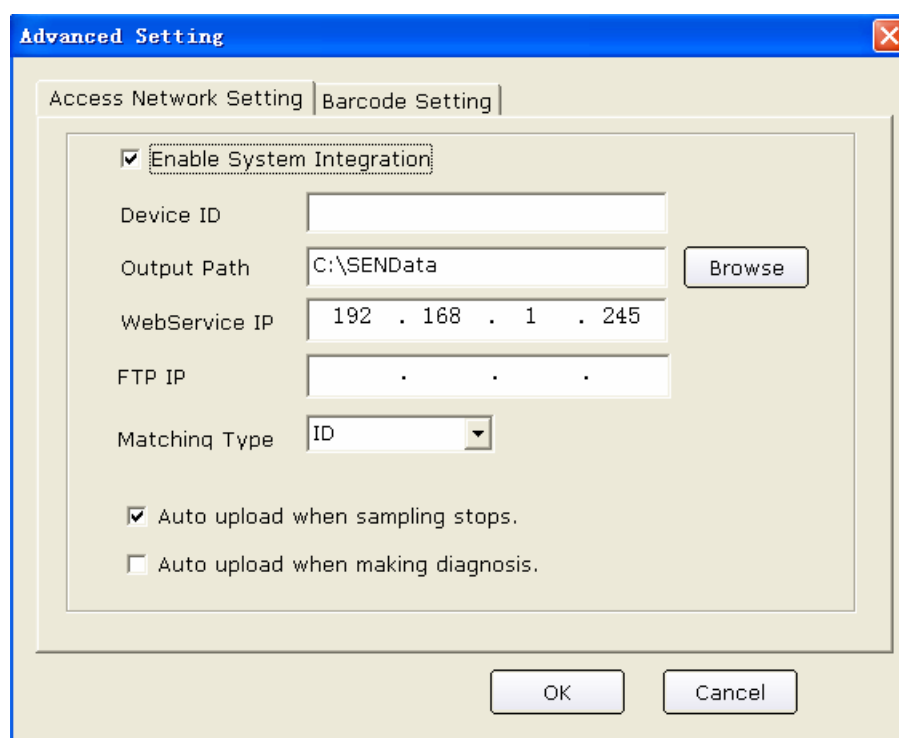 Advanced Setting
Access Network Setting Barcode Setting
Enable System Integration
Device ID
Output Path C:\SENData Browse
WebService IP 192 . 168 . 1 . 245
FTP IP . . .
Matching Type ID
Auto upload when sampling stops.
Auto upload when making diagnosis.
OK Cancel